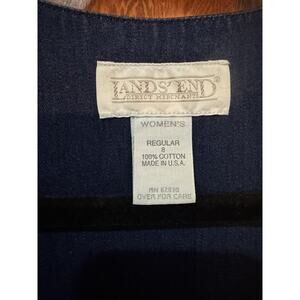 LANDS' END
DIRECT MERCHANTS
WOMEN'S
REGULAR
8
100% COTTON
MADE IN U.S.A.
OVER FOR CARE